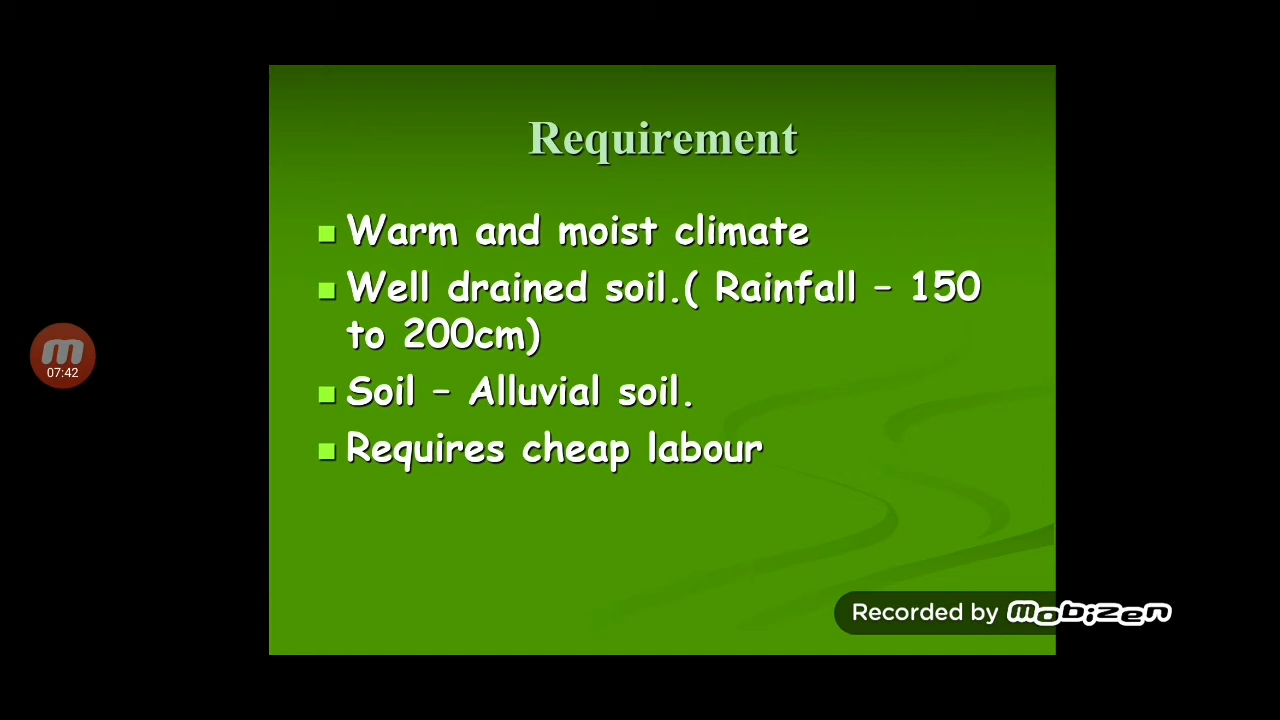 Requirement
Warm and moist climate
Well drained soil.( Rainfall – 150
to 200cm)
Soil – Alluvial soil.
Requires cheap labour
m
07:42
Recorded by mobizen